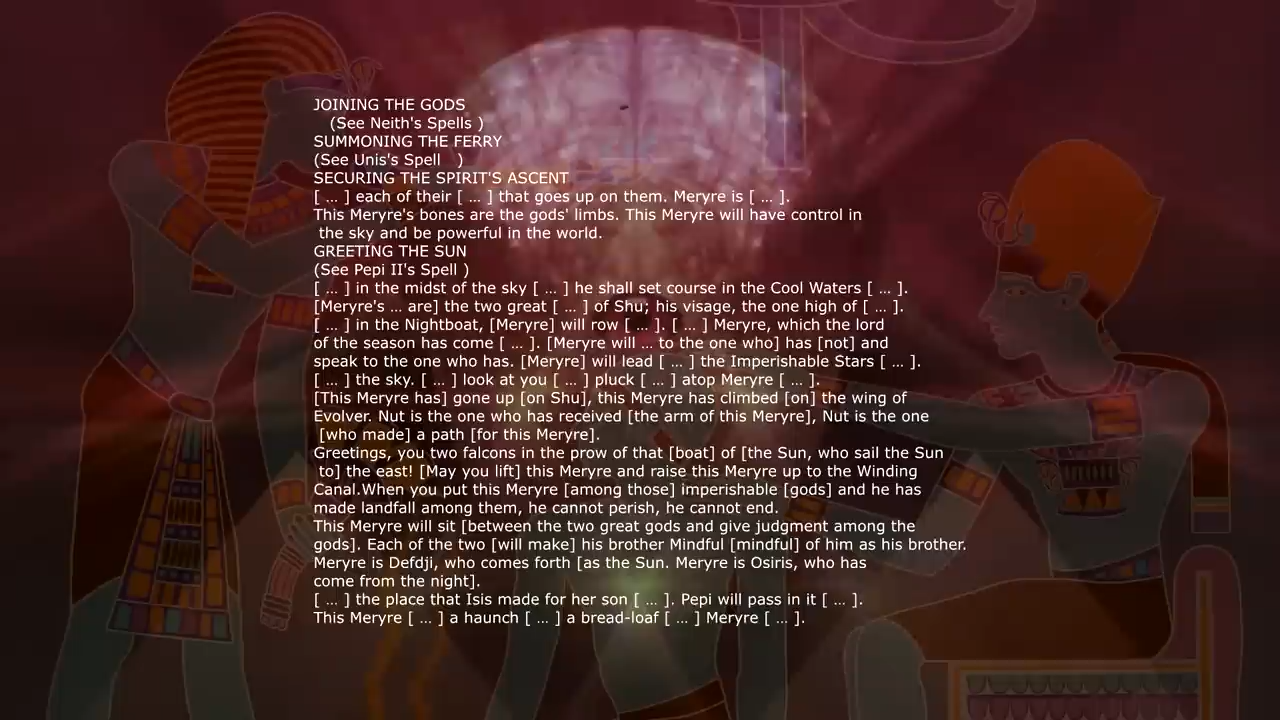 JOINING THE GODS
(See Neith's Spells )
SUMMONING THE FERRY
(See Unis's Spell )
SECURING THE SPIRIT'S ASCENT
[ … ] each of their [ … ] that goes up on them. Meryre is [ … ].
This Meryre's bones are the gods' limbs. This Meryre will have control in
the sky and be powerful in the world.
GREETING THE SUN
(See Pepi II's Spell )
[ … ] in the midst of the sky [ … ] he shall set course in the Cool Waters [ … ].
[Meryre's … are] the two great [ … ] of Shu; his visage, the one high of [ … ].
[ … ] in the Nightboat, [Meryre] will row [ … ]. [ … ] Meryre, which the lord
of the season has come [ … ]. [Meryre will … to the one who] has [not] and
speak to the one who has. [Meryre] will lead [ … ] the Imperishable Stars [ … ].
[ … ] the sky. [ … ] look at you [ … ] pluck [ … ] atop Meryre [ … ].
[This Meryre has] gone up [on Shu], this Meryre has climbed [on] the wing of
Evolver. Nut is the one who has received [the arm of this Meryre], Nut is the one
[who made] a path [for this Meryre].
Greetings, you two falcons in the prow of that [boat] of [the Sun, who sail the Sun
to] the east! [May you lift] this Meryre and raise this Meryre up to the Winding
Canal.When you put this Meryre [among those] imperishable [gods] and he has
made landfall among them, he cannot perish, he cannot end.
This Meryre will sit [between the two great gods and give judgment among the
gods]. Each of the two [will make] his brother Mindful [mindful] of him as his brother.
Meryre is Defdji, who comes forth [as the Sun. Meryre is Osiris, who has
come from the night].
[ … ] the place that Isis made for her son [ … ]. Pepi will pass in it [ … ].
This Meryre [ … ] a haunch [ … ] a bread-loaf [ … ] Meryre [ … ].